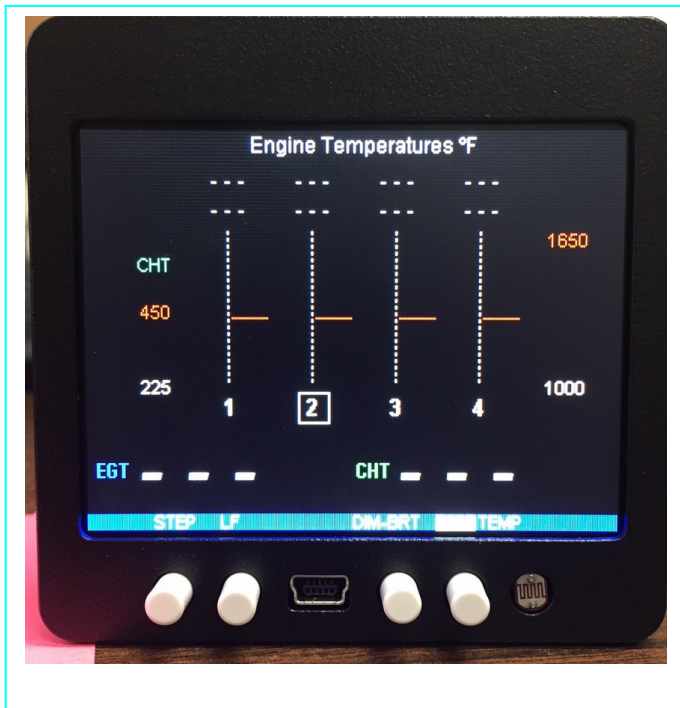 Engine Temperatures °F
--- --- --- ---
--- --- --- ---
1650
CHT
450
225 1000
1 2 3 4
EGT --- CHT ---
STEP LF DIM-BRT TEMP